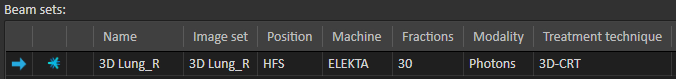 Beam sets:
Name Image set Position Machine Fractions Modality Treatment technique
3D Lung_R 3D Lung_R HFS ELEKTA 30 Photons 3D-CRT